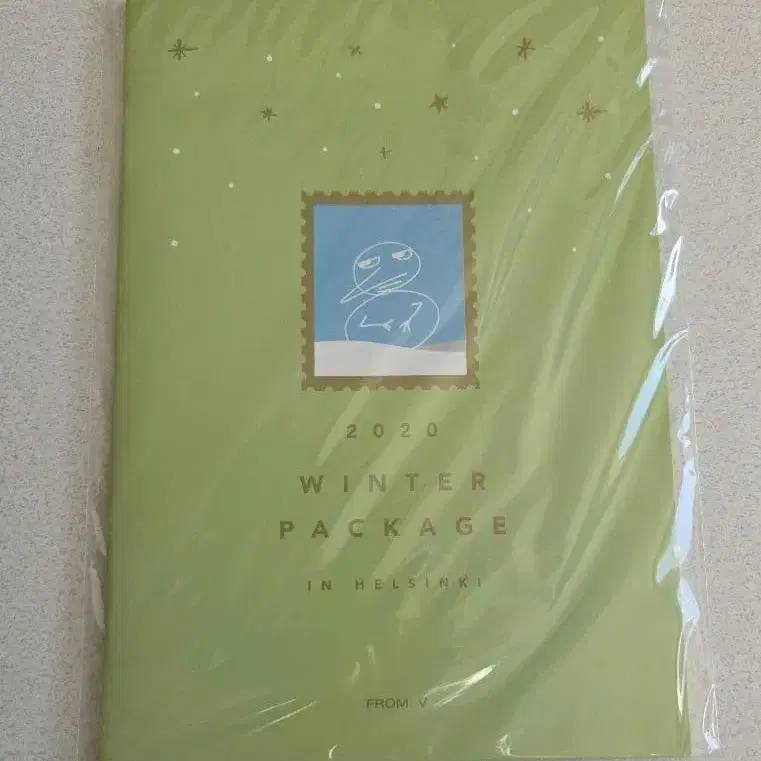 2020
WINTER
PACKAGE
IN HELSINKI
FROM. V